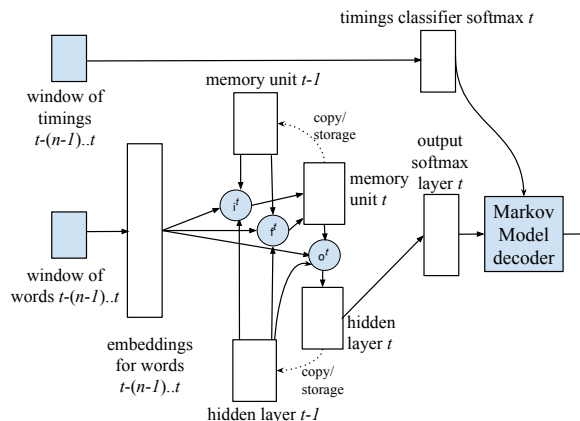 timings classifier softmax t
window of
timings
t-(n-1)..t
memory unit t-1
copy/
storage
output
softmax
layer t
memory
unit t
i^t
f^t
o^t
Markov
Model
decoder
window of
words t-(n-1)..t
embeddings
for words
t-(n-1)..t
hidden
layer t
copy/
storage
hidden layer t-1